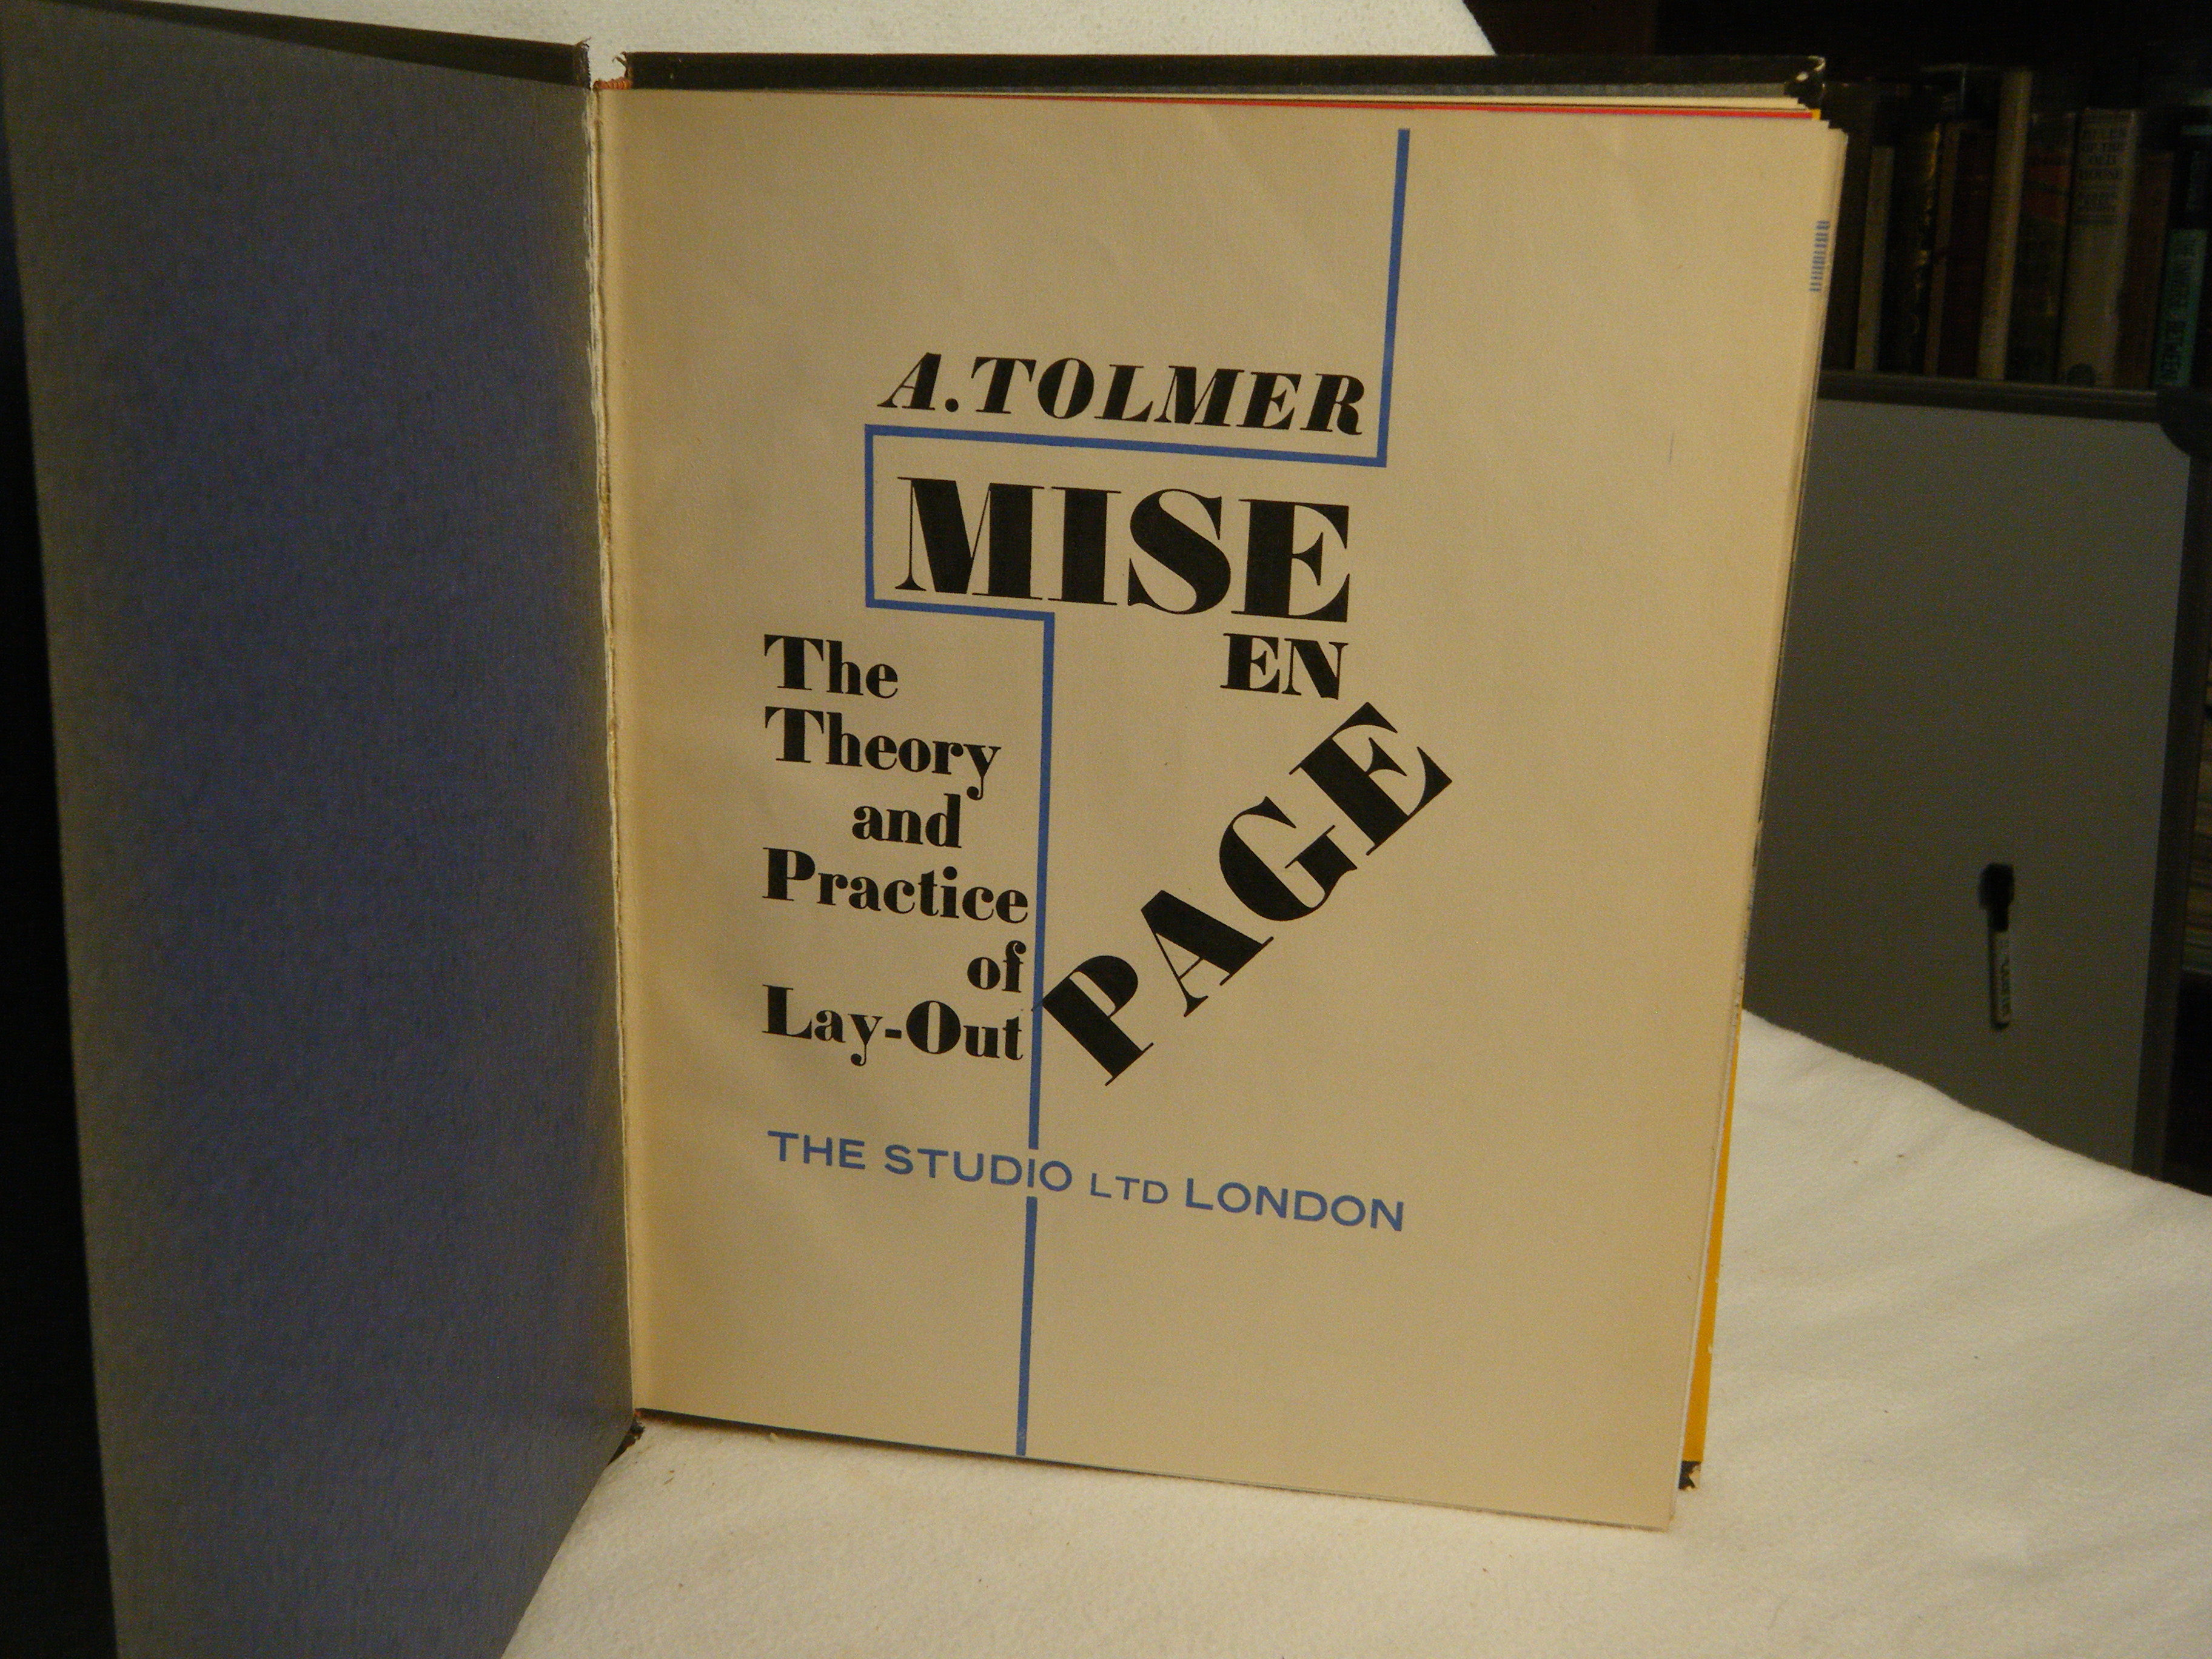 A. TOLMER
MISE
EN
PAGE
The
Theory
and
Practice
of
Lay-Out
THE STUDIO LTD LONDON